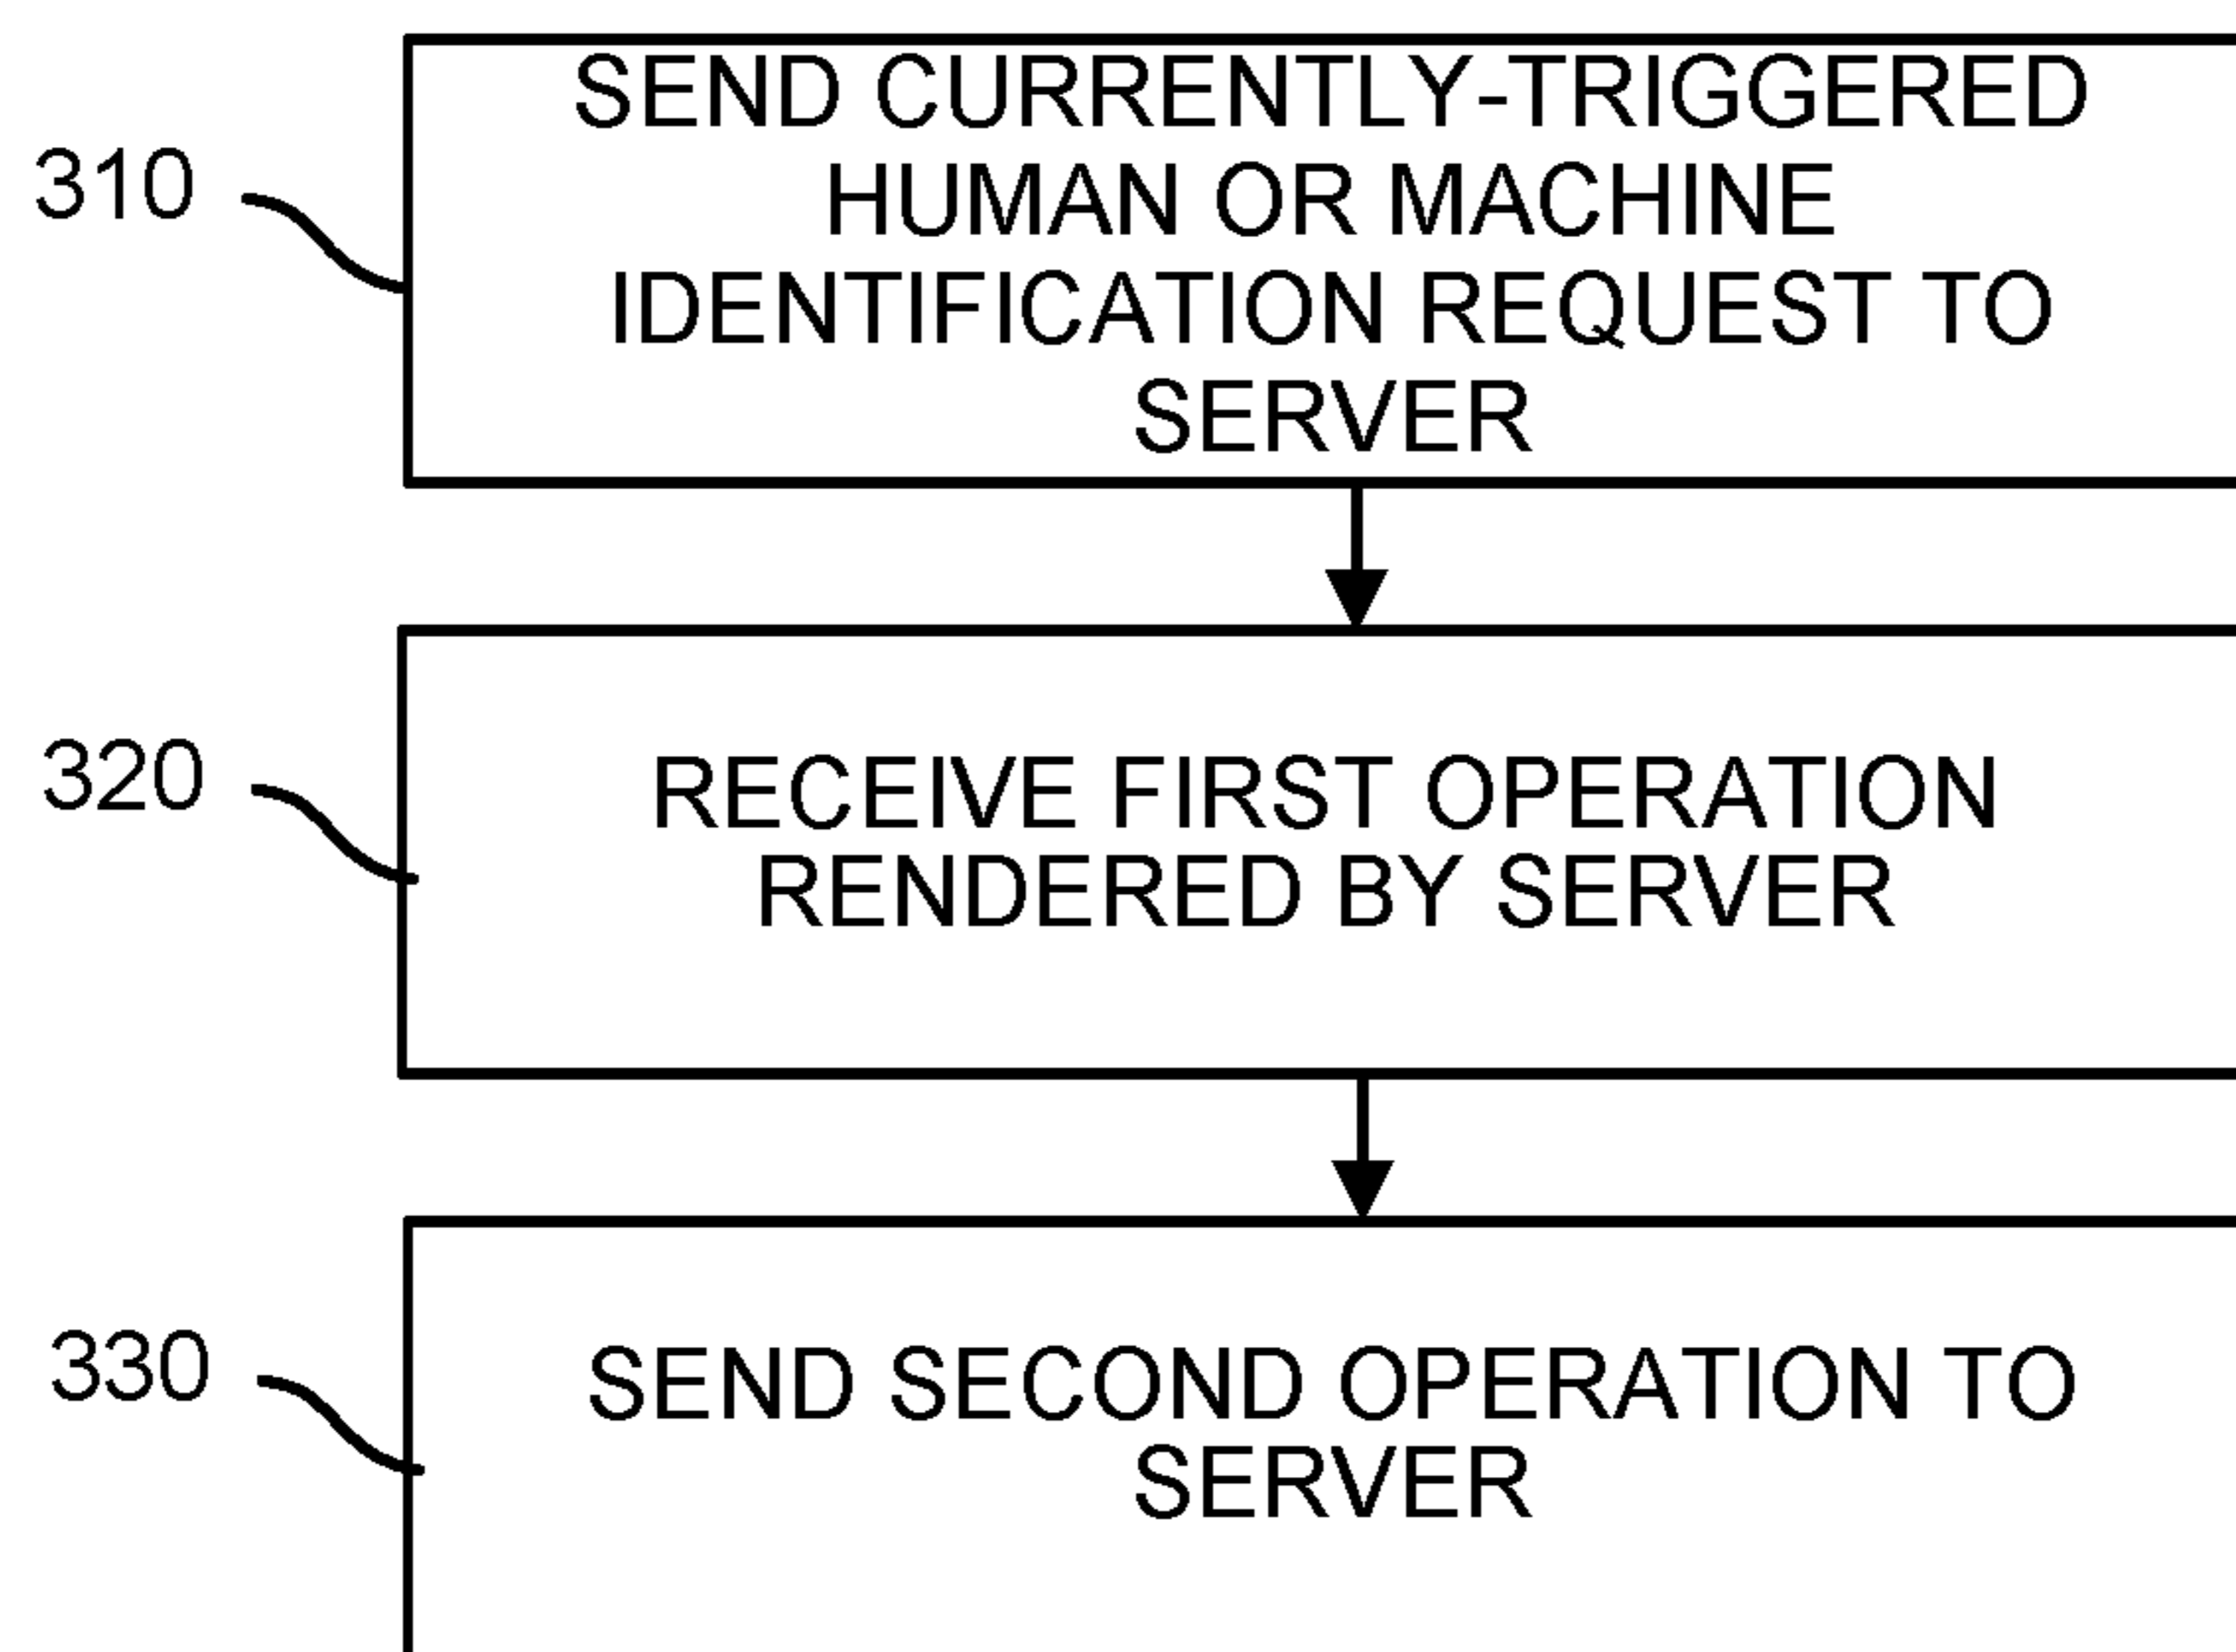 SEND CURRENTLY-TRIGGERED
HUMAN OR MACHINE
IDENTIFICATION REQUEST TO
SERVER
310
RECEIVE FIRST OPERATION
RENDERED BY SERVER
320
SEND SECOND OPERATION TO
SERVER
330